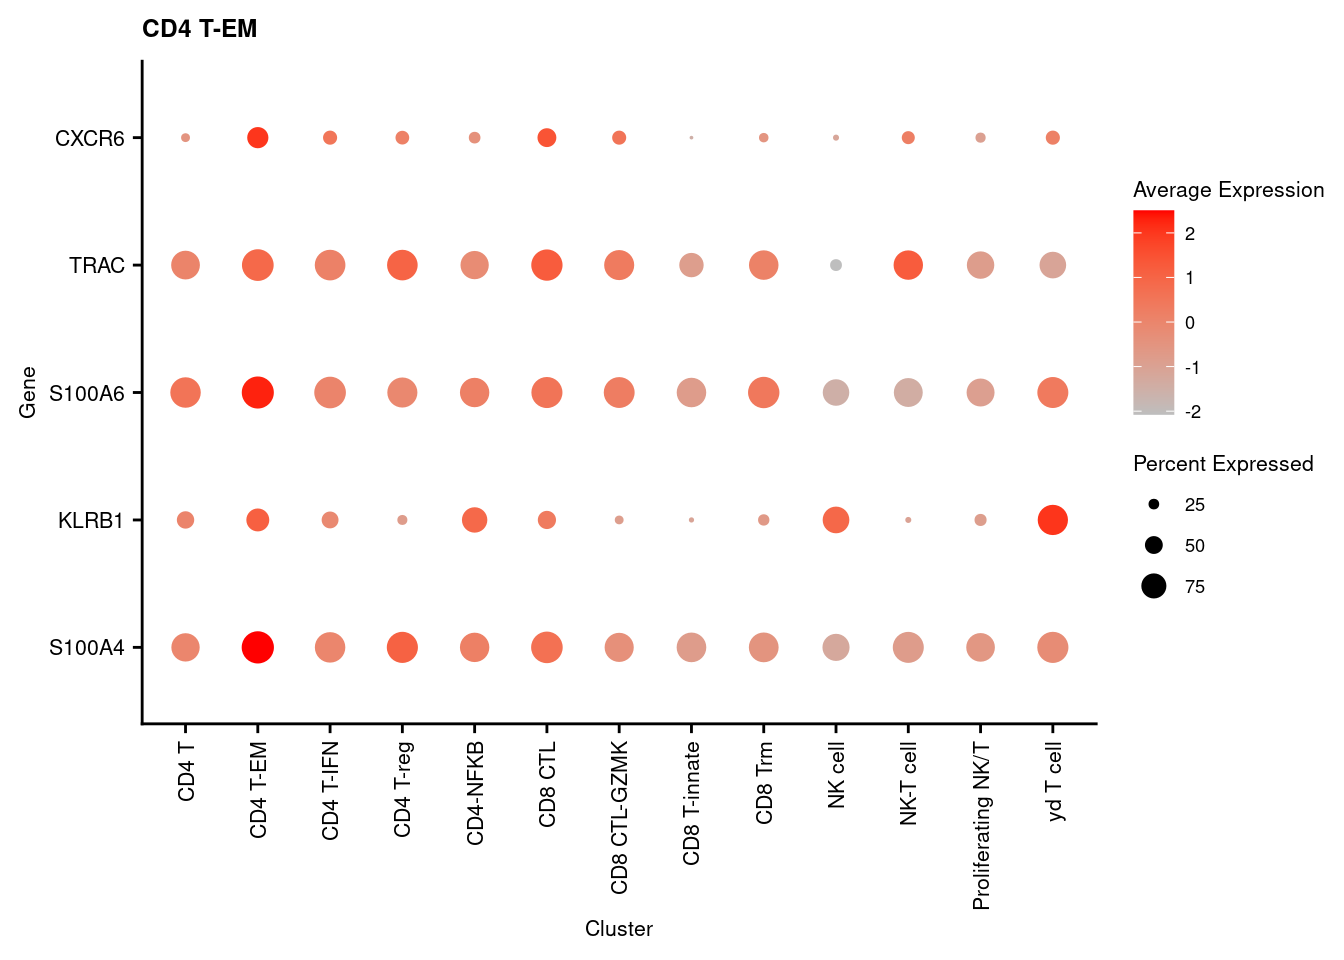 CD4 T-EM
Gene
CXCR6
TRAC
S100A6
KLRB1
S100A4
CD4 T
CD4 T-EM
CD4 T-IFN
CD4 T-reg
CD4-NFKB
CD8 CTL
CD8 CTL-GZMK
CD8 T-innate
CD8 Trm
NK cell
NK-T cell
Proliferating NK/T
yd T cell
Cluster
Average Expression
2
1
0
-1
-2
Percent Expressed
25
50
75